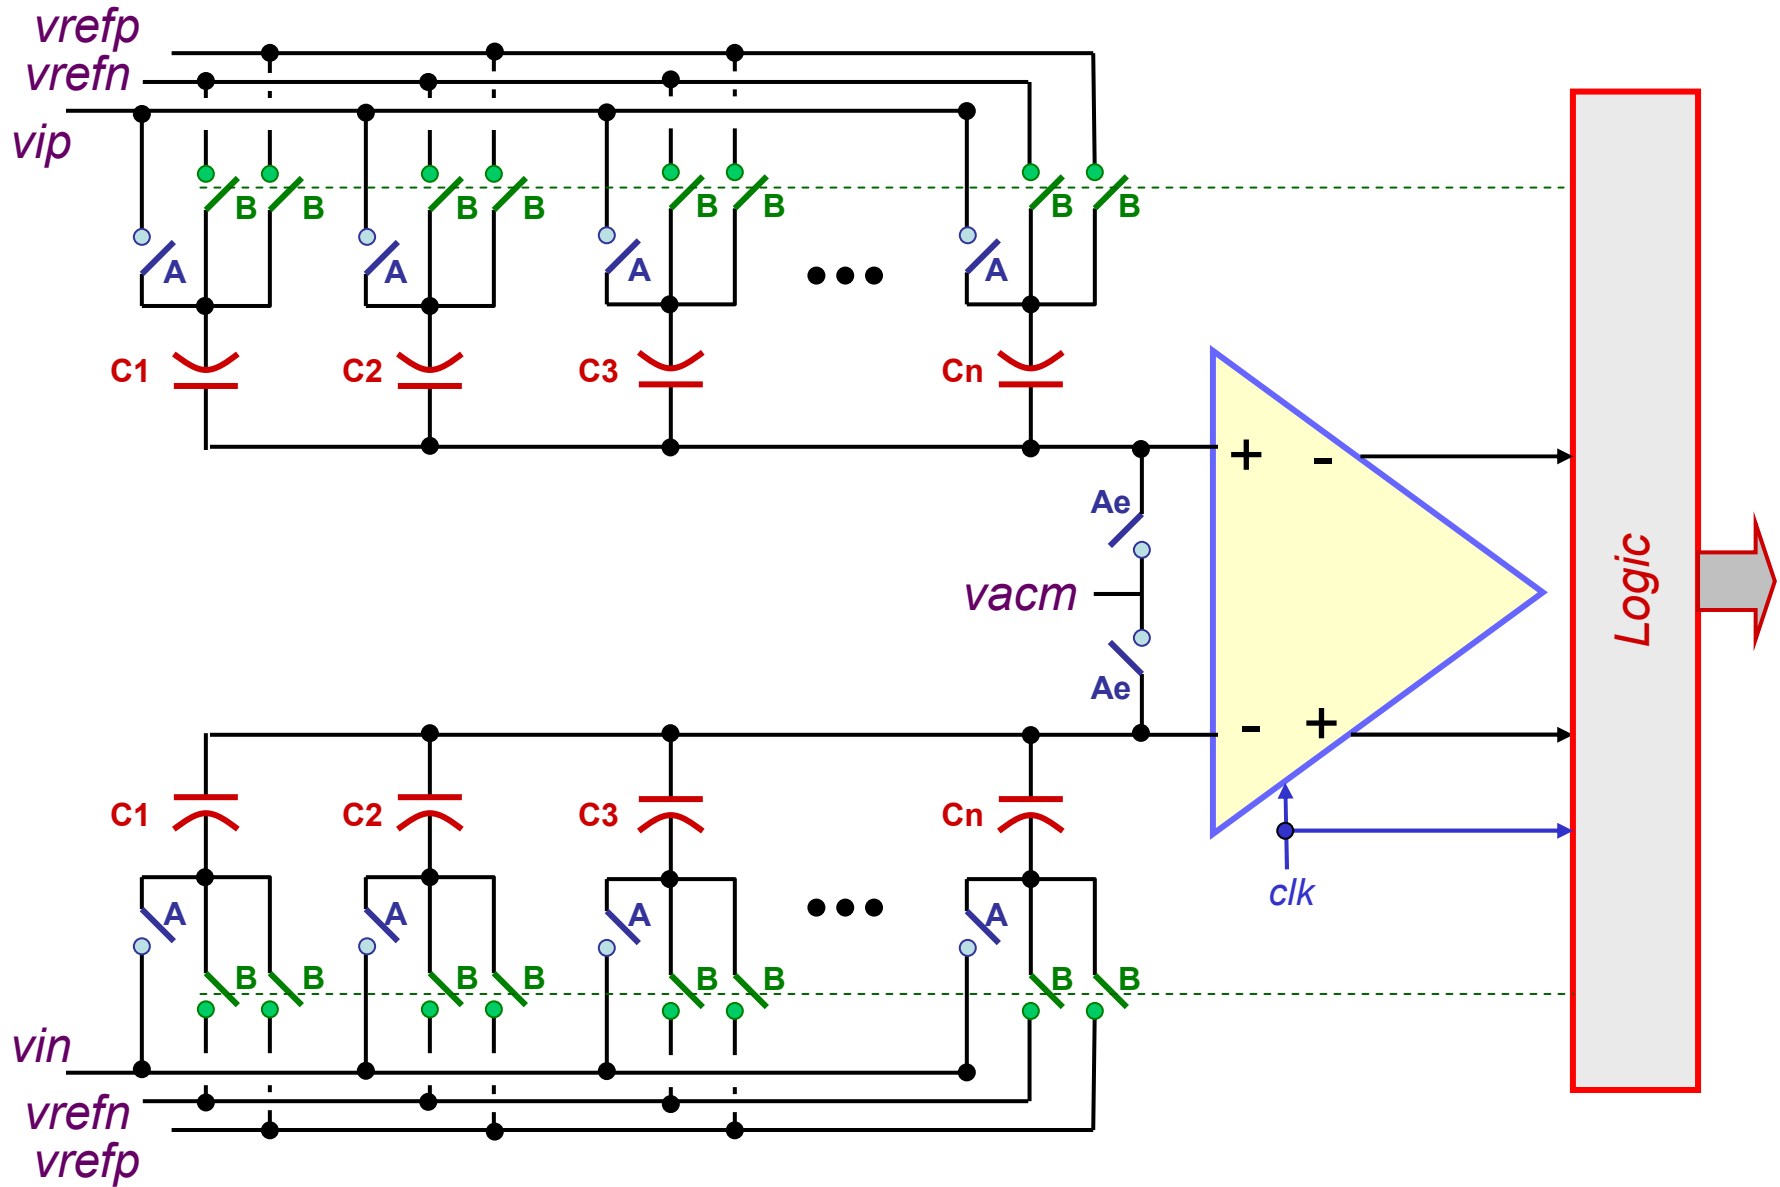 vrefp
vrefn
vip
B B B B B B B B
A A A A
C1 C2 C3 Cn
+ -
Ae
vacm
Logic
Ae
- +
C1 C2 C3 Cn
clk
A A A A
B B B B B B B B
vin
vrefn
vrefp